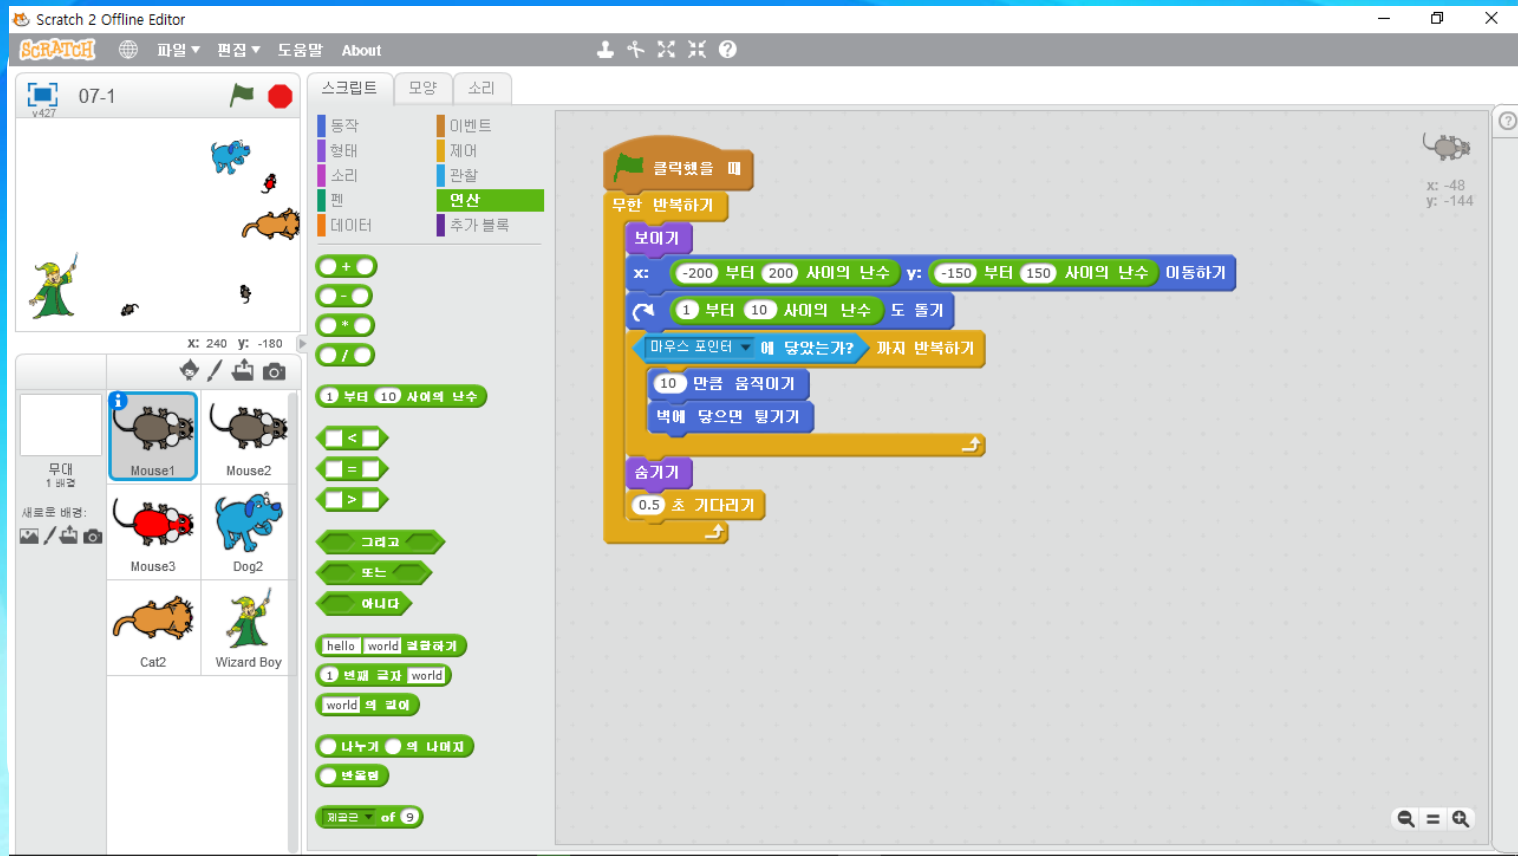 Scratch 2 Offline Editor
SCRATCH 파일 편집 도움말 About
07-1
v427
스크립트 모양 소리
동작 이벤트
형태 제어
소리 관찰
펜 연산
데이터 추가 블록
+
-
*
/
1 부터 10 사이의 난수
<
=
>
그리고
또는
아니다
hello world 결합하기
1 번째 글자 world
world 의 길이
나누기 의 나머지
반올림
제곱근 of 9
클릭했을 때
무한 반복하기
보이기
x: -200 부터 200 사이의 난수 y: -150 부터 150 사이의 난수 이동하기
1 부터 10 사이의 난수 도 돌기
마우스 포인터 에 닿았는가? 까지 반복하기
10 만큼 움직이기
벽에 닿으면 튕기기
숨기기
0.5 초 기다리기
x: -48
y: -144
x: 240 y: -180
무대
1 배경
새로운 배경:
Mouse1 Mouse2
Mouse3 Dog2
Cat2 Wizard Boy